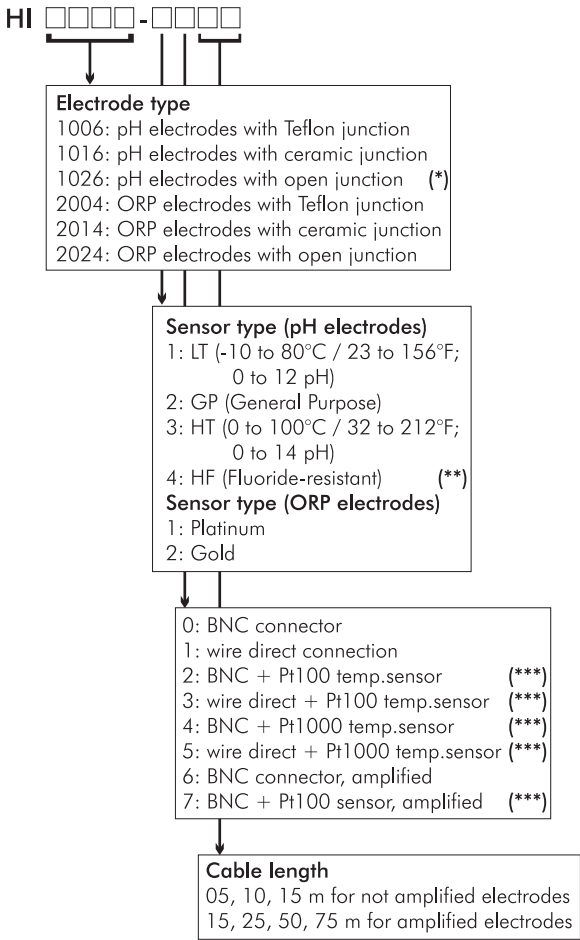 HI □□□□ - □□□□
Electrode type
1006: pH electrodes with Teflon junction
1016: pH electrodes with ceramic junction
1026: pH electrodes with open junction (*)
2004: ORP electrodes with Teflon junction
2014: ORP electrodes with ceramic junction
2024: ORP electrodes with open junction
Sensor type (pH electrodes)
1: LT (-10 to 80°C / 23 to 156°F;
0 to 12 pH)
2: GP (General Purpose)
3: HT (0 to 100°C / 32 to 212°F;
0 to 14 pH)
4: HF (Fluoride-resistant) (**)
Sensor type (ORP electrodes)
1: Platinum
2: Gold
0: BNC connector
1: wire direct connection
2: BNC + Pt100 temp.sensor (***)
3: wire direct + Pt100 temp.sensor (***)
4: BNC + Pt1000 temp.sensor (***)
5: wire direct + Pt1000 temp.sensor (***)
6: BNC connector, amplified
7: BNC + Pt100 sensor, amplified (***)
Cable length
05, 10, 15 m for not amplified electrodes
15, 25, 50, 75 m for amplified electrodes